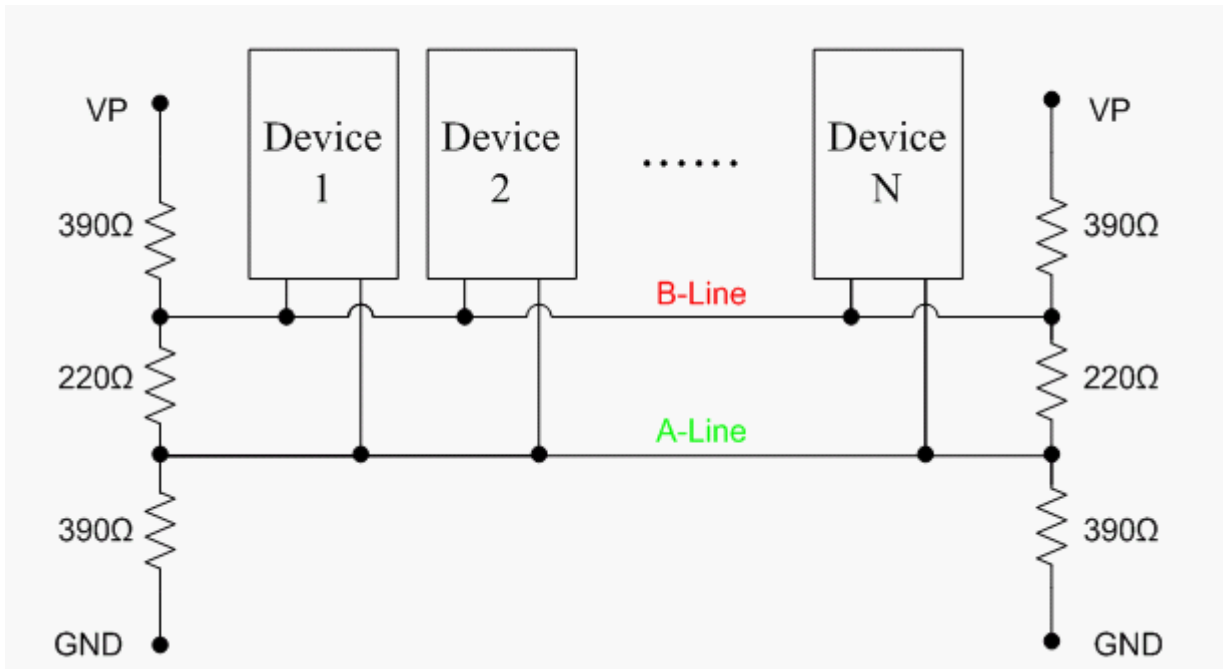 VP
Device
1
Device
2
......
Device
N
VP
390Ω
390Ω
B-Line
220Ω
220Ω
A-Line
390Ω
390Ω
GND
GND